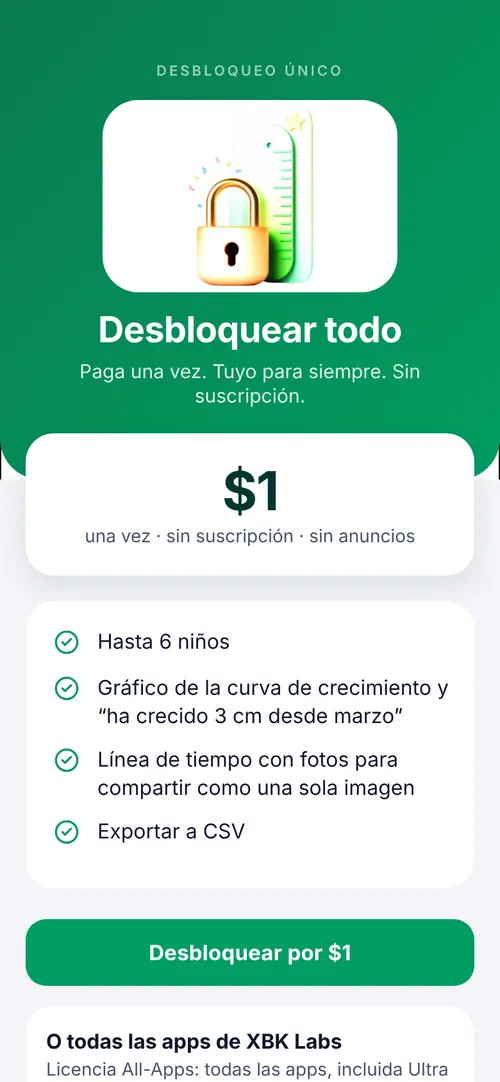 DESBLOQUEO ÚNICO
Desbloquear todo
Paga una vez. Tuyo para siempre. Sin
suscripción.
$1
una vez · sin suscripción · sin anuncios
Hasta 6 niños
Gráfico de la curva de crecimiento y
“ha crecido 3 cm desde marzo”
Línea de tiempo con fotos para
compartir como una sola imagen
Exportar a CSV
Desbloquear por $1
O todas las apps de XBK Labs
Licencia All-Apps: todas las apps, incluida Ultra